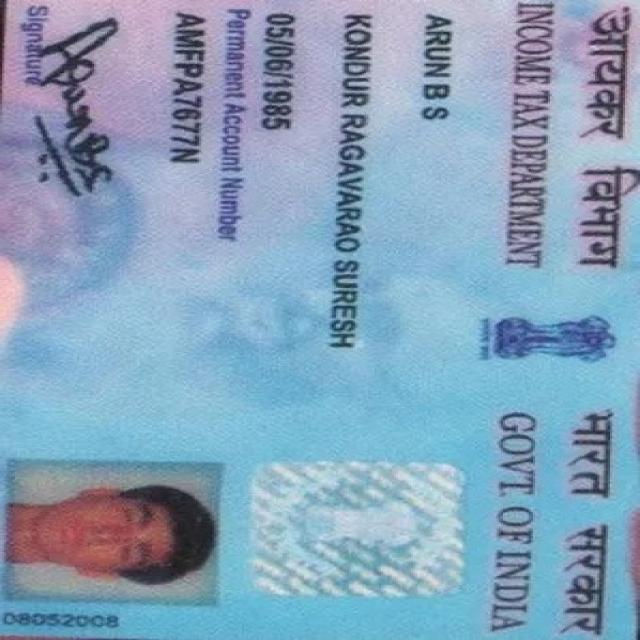 आयकर विभाग
INCOME TAX DEPARTMENT
भारत सरकार
GOVT. OF INDIA
ARUN B S
KONDUR RAGAVARAO SURESH
05/06/1985
Permanent Account Number
AMFPA7677N
Signature
08052008